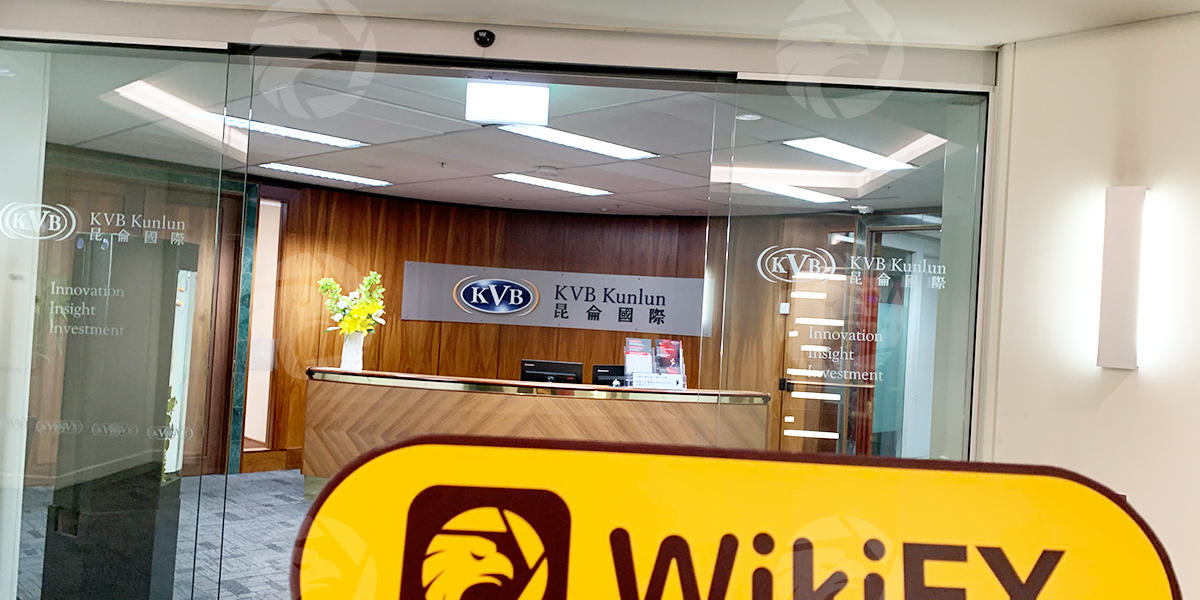 KVB
KVB Kunlun
昆侖國際
Innovation
Insight
Investment
KVB
KVB Kunlun
昆侖國際
KVB
KVB Kunlun
昆侖國際
Innovation
Insight
Investment
WikiFX